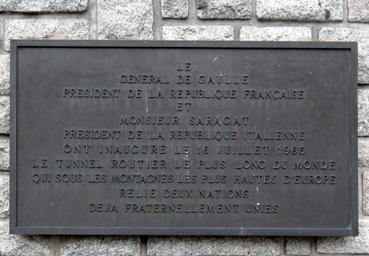 LE
GENERAL DE GAULLE
PRESIDENT DE LA REPUBLIQUE FRANÇAISE
ET
MONSIEUR SARAGAT
PRESIDENT DE LA REPUBLIQUE ITALIENNE
ONT INAUGURE LE 16 JUILLET 1965
LE TUNNEL ROUTIER LE PLUS LONG DU MONDE
QUI SOUS LES MONTAGNES LES PLUS HAUTES D'EUROPE
RELIE DEUX NATIONS
DEJA FRATERNELLEMENT UNIES